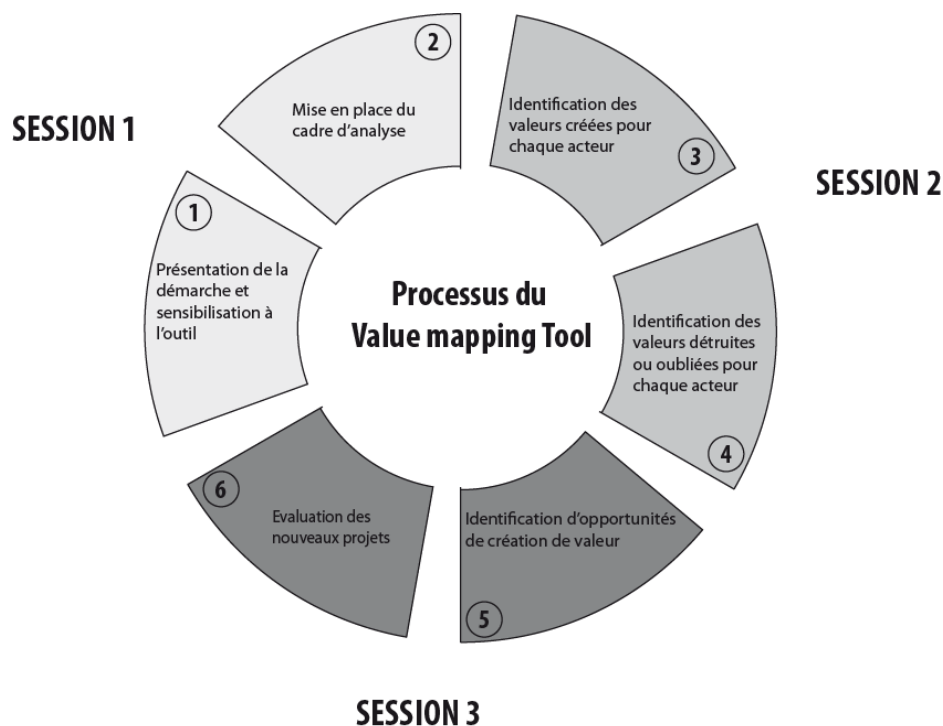 SESSION 1
1
Présentation de la
démarche et
sensibilisation à
l'outil
2
Mise en place du
cadre d'analyse
SESSION 2
3
Identification des
valeurs créées pour
chaque acteur
4
Identification des
valeurs détruites
ou oubliées pour
chaque acteur
Processus du
Value mapping Tool
SESSION 3
5
Identification d'opportunités
de création de valeur
6
Evaluation des
nouveaux projets